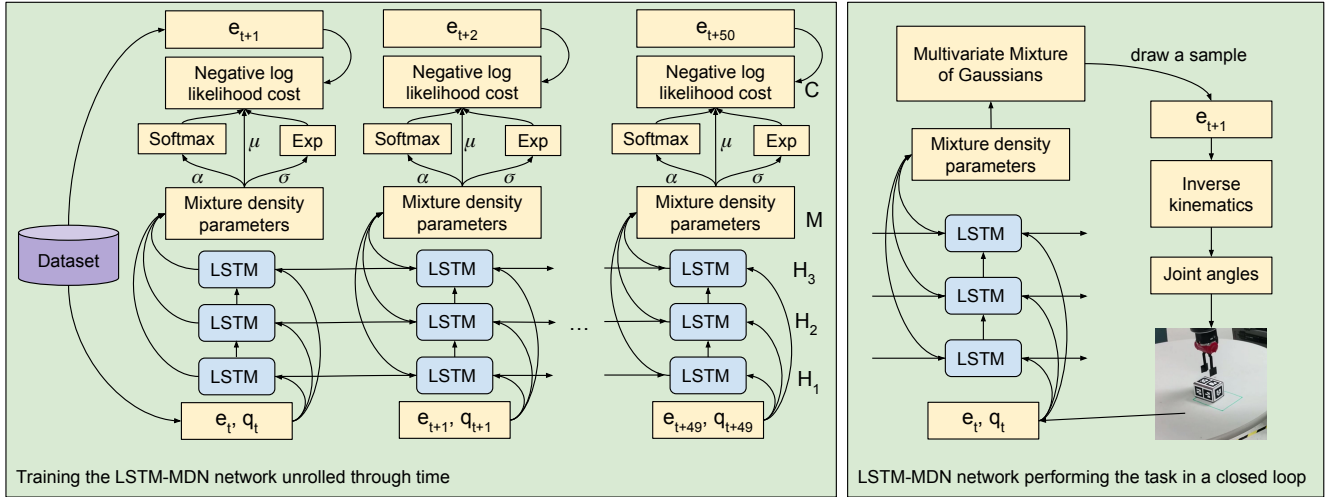 e_{t+1}
e_{t+2}
e_{t+50}
Negative log
likelihood cost
Negative log
likelihood cost
Negative log
likelihood cost
C
Softmax
μ
Exp
Softmax
μ
Exp
Softmax
μ
Exp
α
σ
α
σ
α
σ
Mixture density
parameters
Mixture density
parameters
Mixture density
parameters
M
Dataset
LSTM
LSTM
LSTM
H_3
LSTM
LSTM
...
LSTM
H_2
LSTM
LSTM
LSTM
H_1
e_t, q_t
e_{t+1}, q_{t+1}
e_{t+49}, q_{t+49}
Training the LSTM-MDN network unrolled through time
Multivariate Mixture
of Gaussians
draw a sample
e_{t+1}
Mixture density
parameters
Inverse
kinematics
LSTM
Joint angles
LSTM
LSTM
e_t, q_t
LSTM-MDN network performing the task in a closed loop